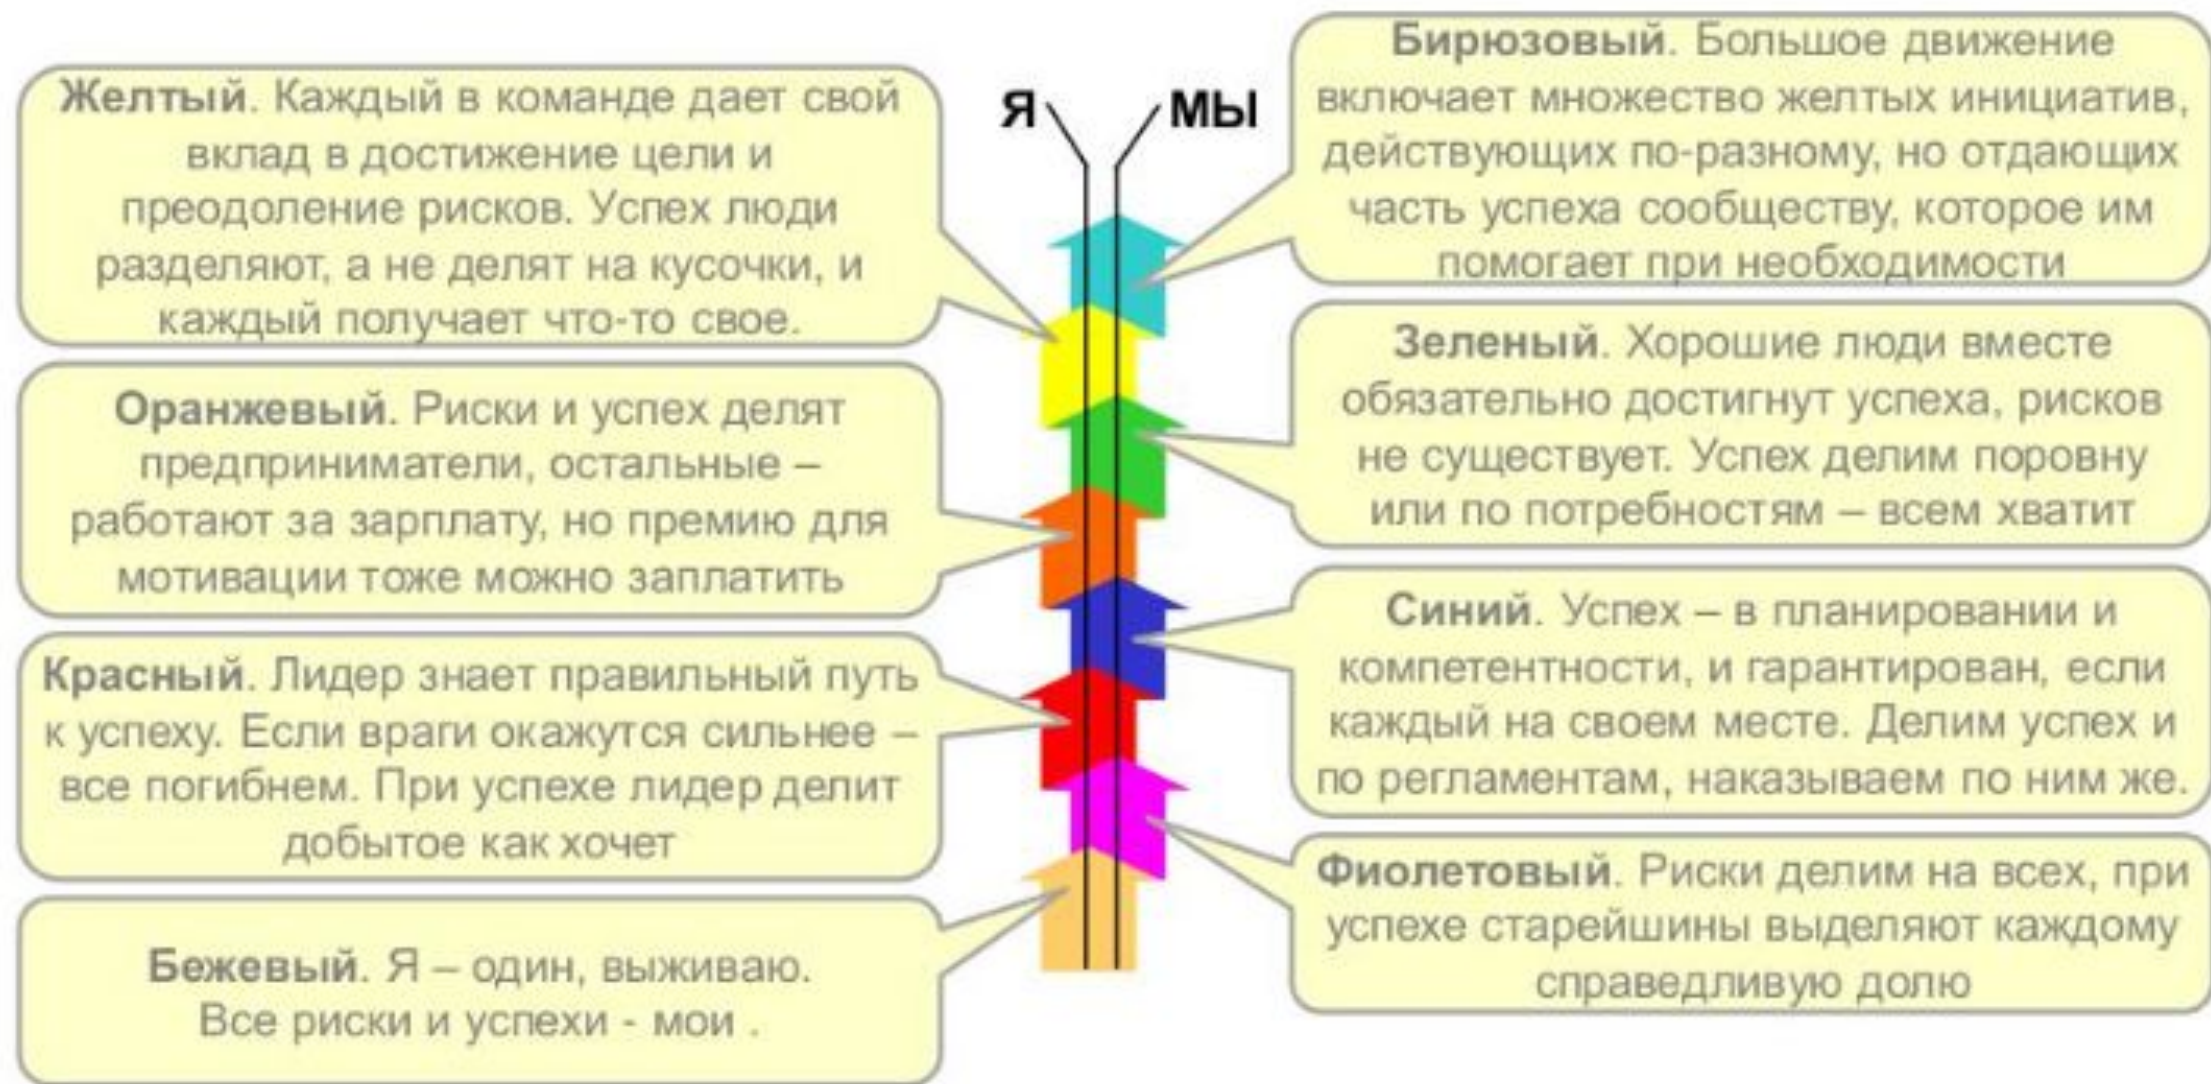 Желтый. Каждый в команде дает свой
вклад в достижение цели и
преодоление рисков. Успех люди
разделяют, а не делят на кусочки, и
каждый получает что-то свое.
Оранжевый. Риски и успех делят
предприниматели, остальные –
работают за зарплату, но премию для
мотивации тоже можно заплатить
Красный. Лидер знает правильный путь
к успеху. Если враги окажутся сильнее –
все погибнем. При успехе лидер делит
добытое как хочет
Бежевый. Я – один, выживаю.
Все риски и успехи - мои .
Я
МЫ
Бирюзовый. Большое движение
включает множество желтых инициатив,
действующих по-разному, но отдающих
часть успеха сообществу, которое им
помогает при необходимости
Зеленый. Хорошие люди вместе
обязательно достигнут успеха, рисков
не существует. Успех делим поровну
или по потребностям – всем хватит
Синий. Успех – в планировании и
компетентности, и гарантирован, если
каждый на своем месте. Делим успех и
по регламентам, наказываем по ним же.
Фиолетовый. Риски делим на всех, при
успехе старейшины выделяют каждому
справедливую долю